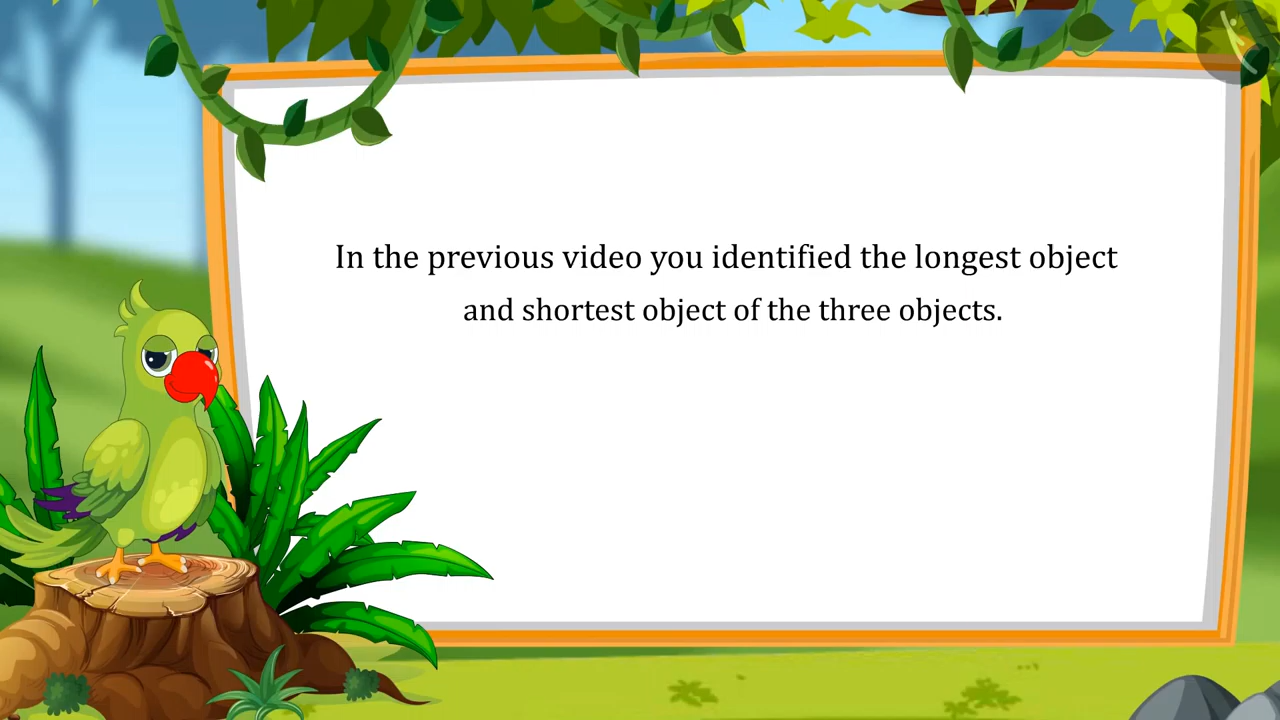 In the previous video you identified the longest object
and shortest object of the three objects.